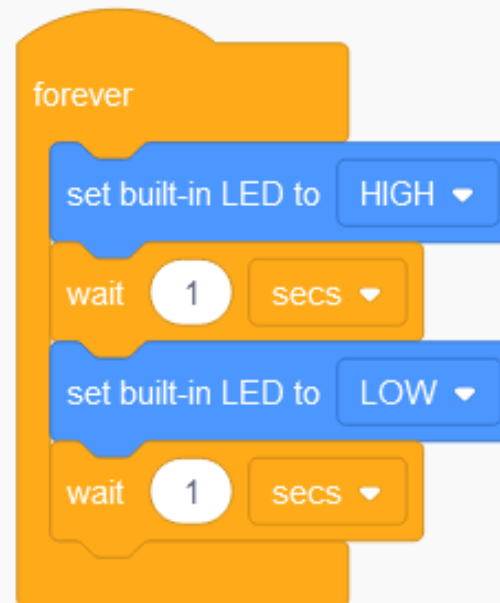 forever
set built-in LED to HIGH
wait 1 secs
set built-in LED to LOW
wait 1 secs